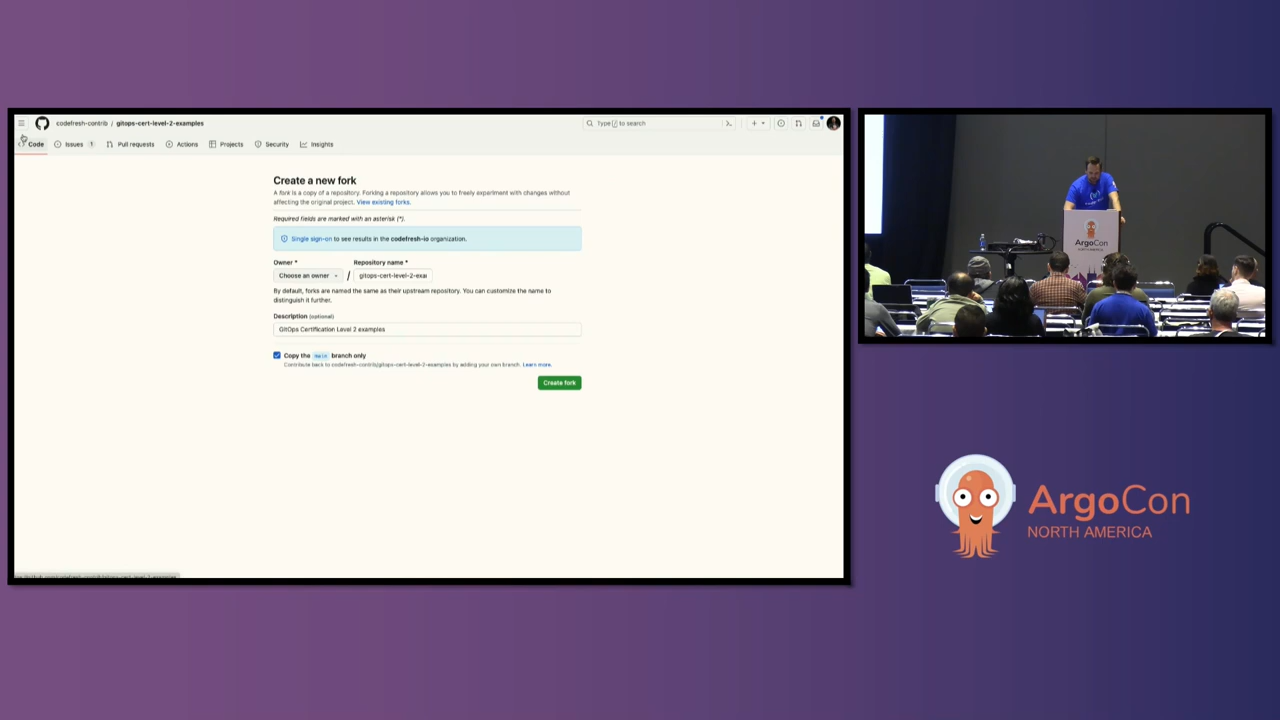 codefresh-contrib / gitops-cert-level-2-examples
Type / to search
Code
Issues 1
Pull requests
Actions
Projects
Security
Insights
Create a new fork
A fork is a copy of a repository. Forking a repository allows you to freely experiment with changes without
affecting the original project. View existing forks.
Required fields are marked with an asterisk (*).
Single sign-on to see results in the codefresh-io organization.
Owner * Repository name *
Choose an owner / gitops-cert-level-2-exa
By default, forks are named the same as their upstream repository. You can customize the name to
distinguish it further.
Description (optional)
GitOps Certification Level 2 examples
Copy the main branch only
Contribute back to codefresh-contrib/gitops-cert-level-2-examples by adding your own branch. Learn more.
Create fork
ArgoCon
NORTH AMERICA
ArgoCon
NORTH AMERICA